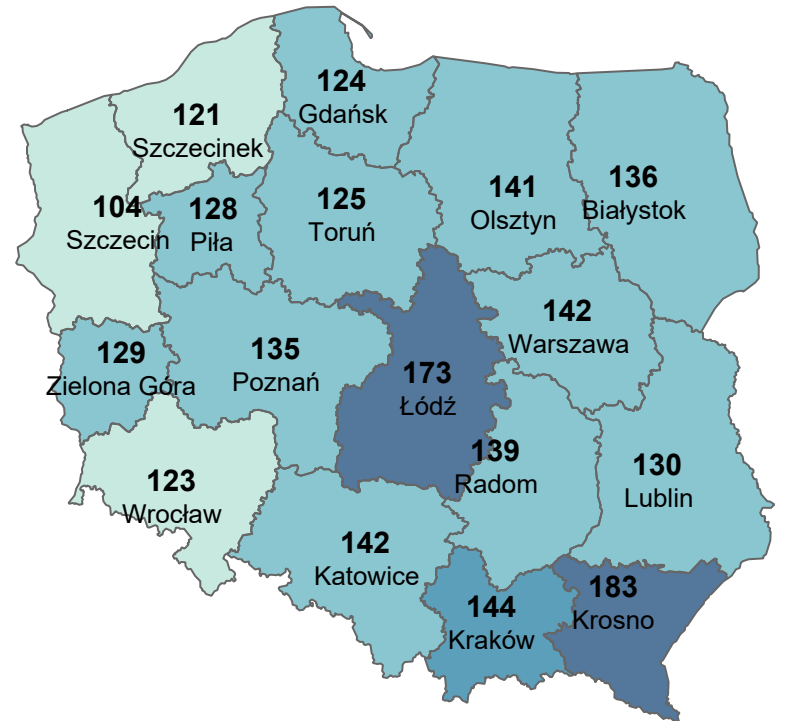 124
Gdańsk
121
Szczecinek
104
Szczecin
128
Piła
125
Toruń
141
Olsztyn
136
Białystok
129
Zielona Góra
135
Poznań
173
Łódź
142
Warszawa
123
Wrocław
139
Radom
130
Lublin
142
Katowice
144
Kraków
183
Krosno